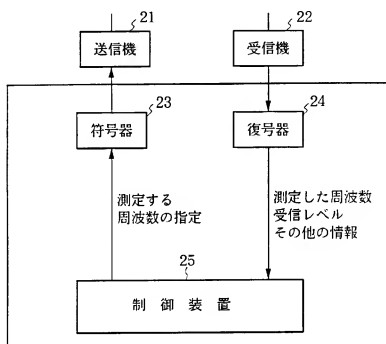 21
送信機
22
受信機
23
符号器
24
復号器
測定する
周波数の指定
測定した周波数
受信レベル
その他の情報
25
制御装置